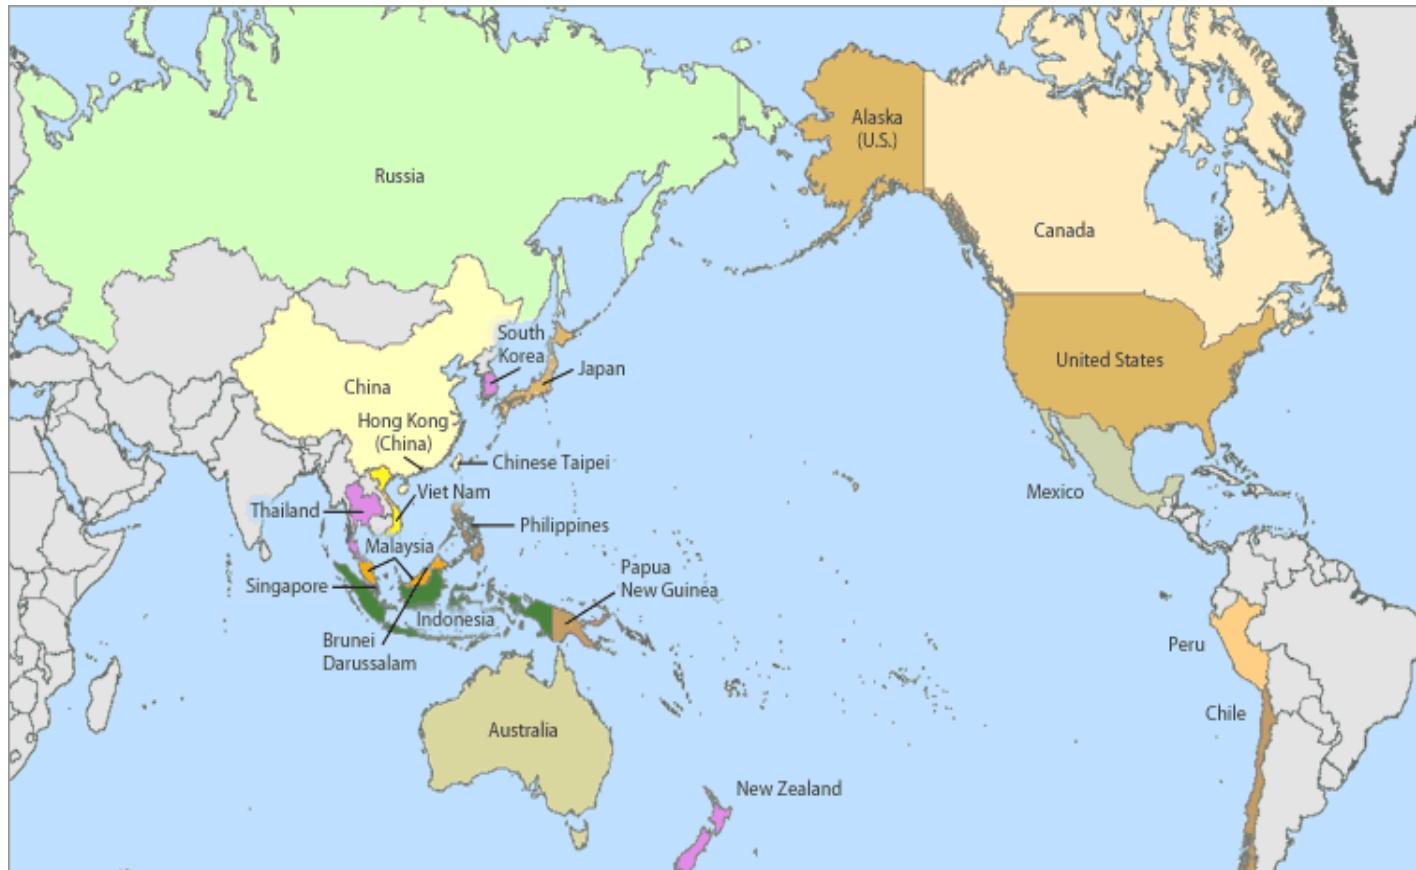 Alaska
(U.S.)
Russia
Canada
South
Korea
United States
Japan
China
Hong Kong
(China)
Chinese Taipei
Viet Nam
Mexico
Thailand
Philippines
Malaysia
Papua
New Guinea
Singapore
Indonesia
Brunei
Darussalam
Peru
Chile
Australia
New Zealand